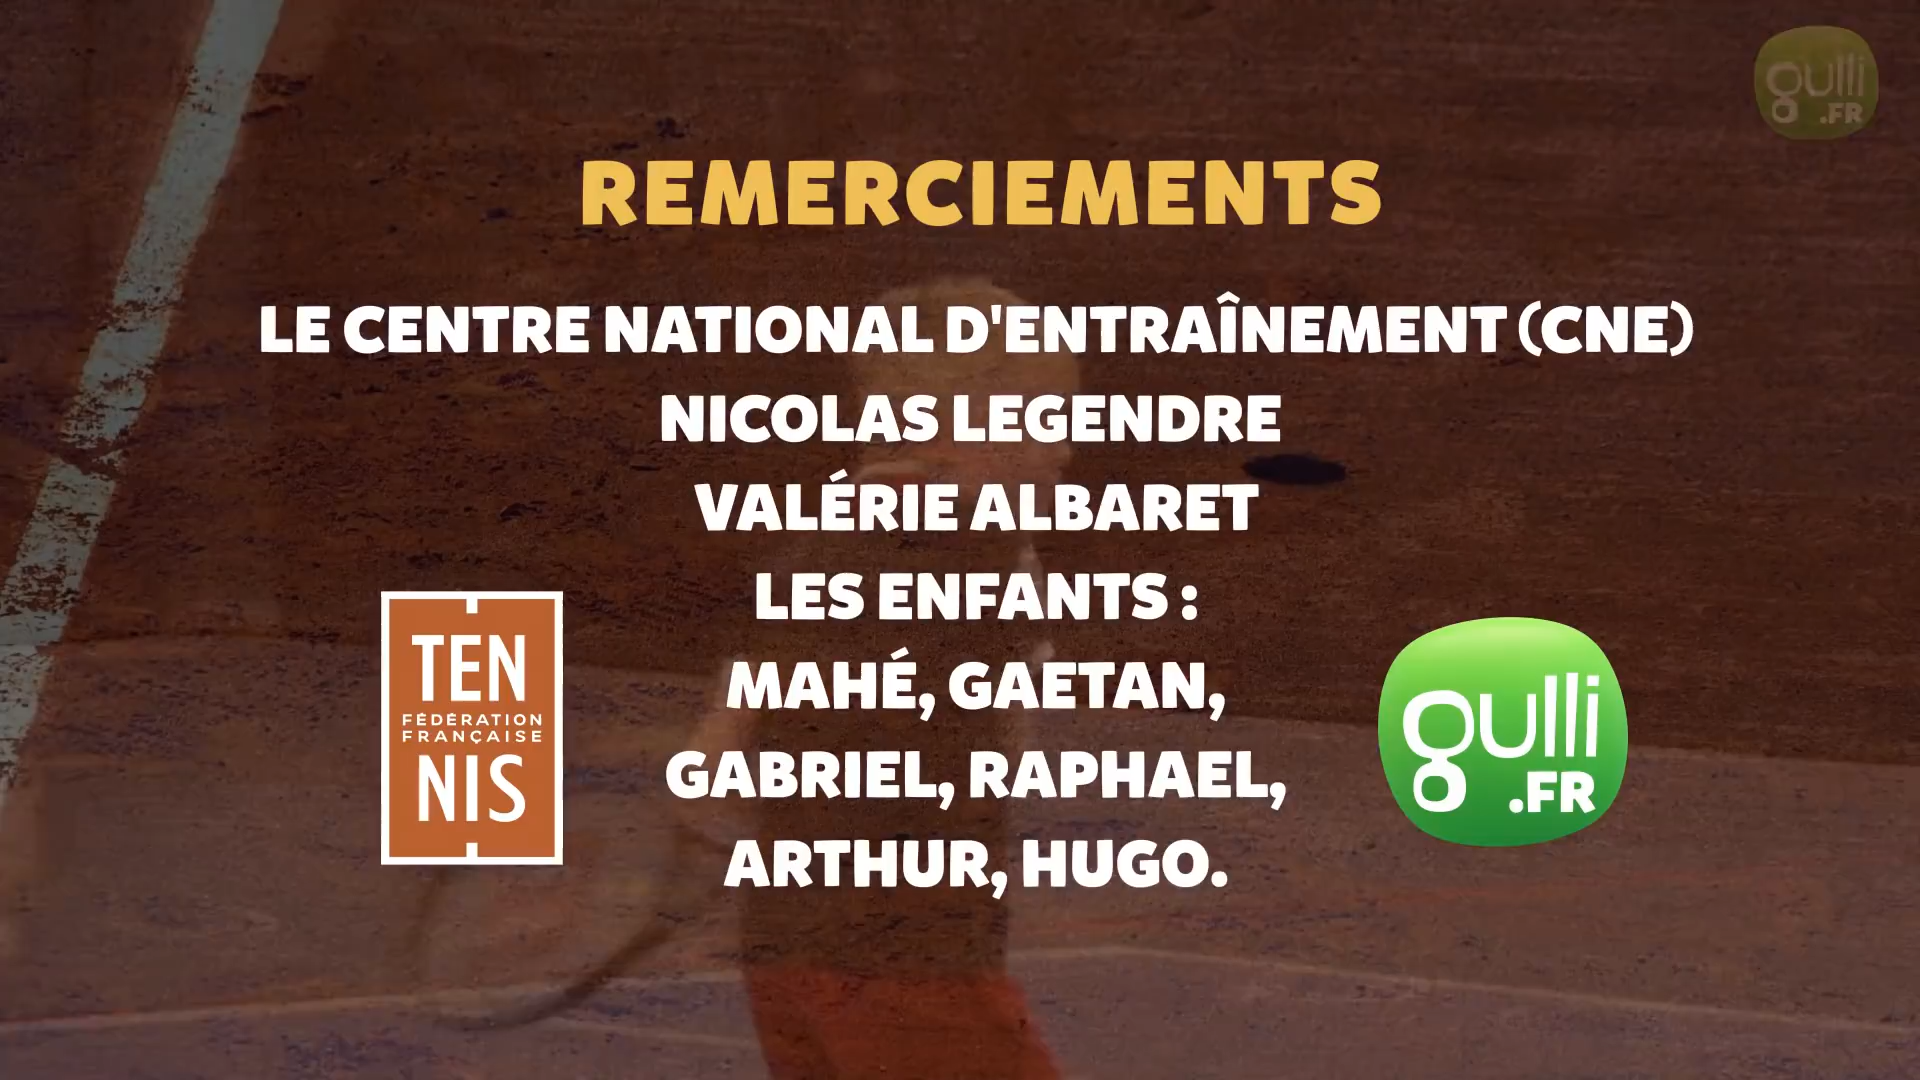 gulli
.FR
REMERCIEMENTS
LE CENTRE NATIONAL D'ENTRAÎNEMENT (CNE)
NICOLAS LEGENDRE
VALÉRIE ALBARET
LES ENFANTS :
MAHÉ, GAETAN,
GABRIEL, RAPHAEL,
ARTHUR, HUGO.
TEN
FÉDÉRATION
FRANÇAISE
NIS
gulli
.FR